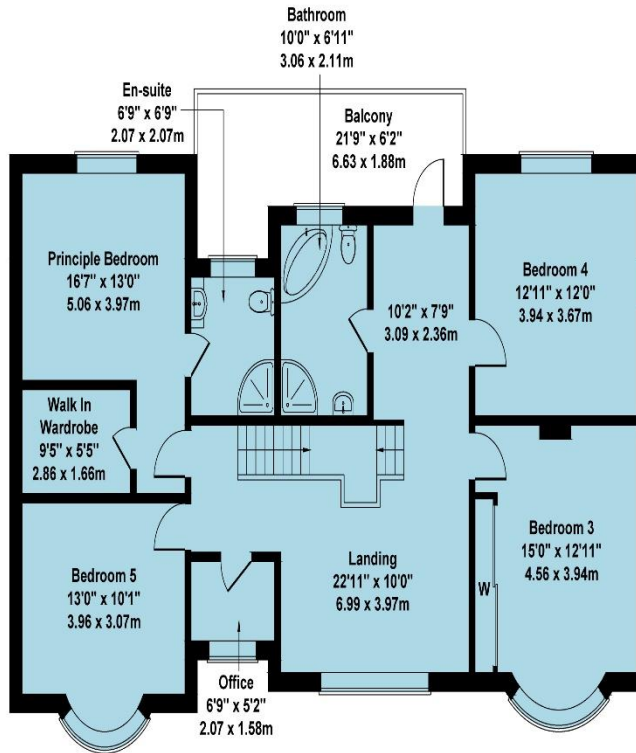 Bathroom
10'0" x 6'11"
3.06 x 2.11m
En-suite
6'9" x 6'9"
2.07 x 2.07m
Balcony
21'9" x 6'2"
6.63 x 1.88m
Principle Bedroom
16'7" x 13'0"
5.06 x 3.97m
10'2" x 7'9"
3.09 x 2.36m
Bedroom 4
12'11" x 12'0"
3.94 x 3.67m
Walk In
Wardrobe
9'5" x 5'5"
2.86 x 1.66m
Bedroom 5
13'0" x 10'1"
3.96 x 3.07m
Landing
22'11" x 10'0"
6.99 x 3.97m
Bedroom 3
15'0" x 12'11"
4.56 x 3.94m
W
Office
6'9" x 5'2"
2.07 x 1.58m